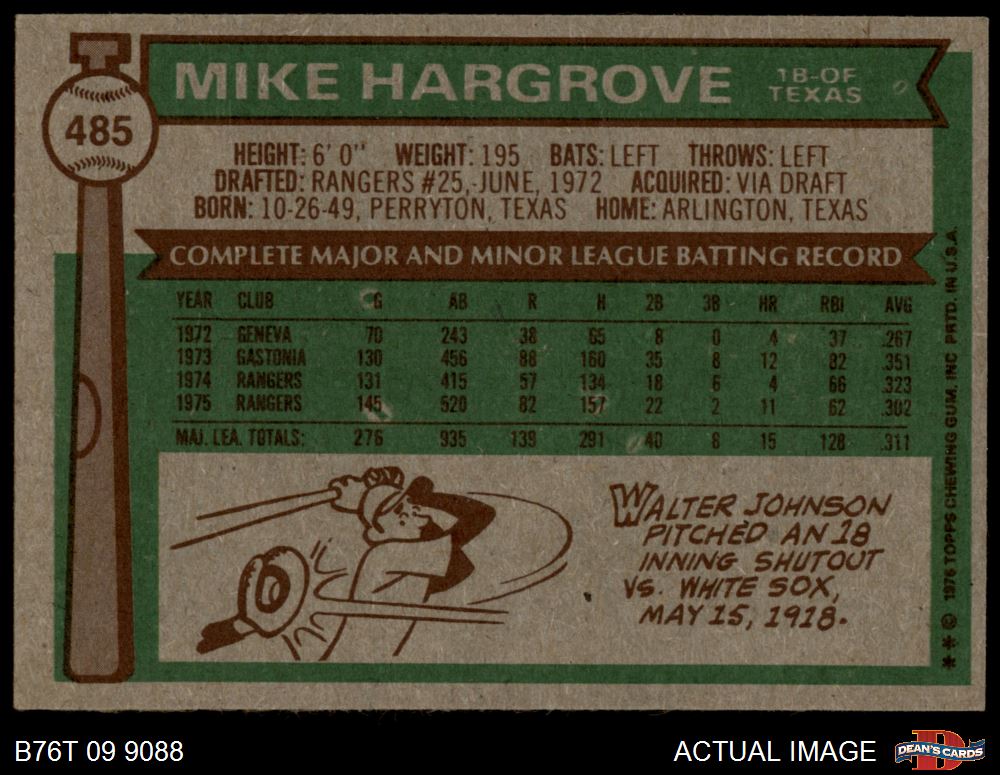 MIKE HARGROVE
1B-OF
TEXAS
485
HEIGHT: 6' 0" WEIGHT: 195 BATS: LEFT THROWS: LEFT
DRAFTED: RANGERS #25, JUNE, 1972 ACQUIRED: VIA DRAFT
BORN: 10-26-49, PERRYTON, TEXAS HOME: ARLINGTON, TEXAS
COMPLETE MAJOR AND MINOR LEAGUE BATTING RECORD
YEAR CLUB G AB R H 2B 3B HR RBI AVG
1972 GENEVA 70 243 38 65 8 0 4 37 .267
1973 GASTONIA 130 456 88 160 35 8 12 82 .351
1974 RANGERS 131 415 57 134 18 6 4 66 .323
1975 RANGERS 145 520 82 157 22 2 11 62 .302
MAJ. LEA. TOTALS: 276 935 139 291 40 8 15 128 .311
WALTER JOHNSON
PITCHED AN 18
INNING SHUTOUT
VS. WHITE SOX,
MAY 15, 1918.
** © 1976 TOPPS CHEWING GUM, INC PRTD. IN U.S.A.
B76T 09 9088
ACTUAL IMAGE
D
DEAN'S CARDS